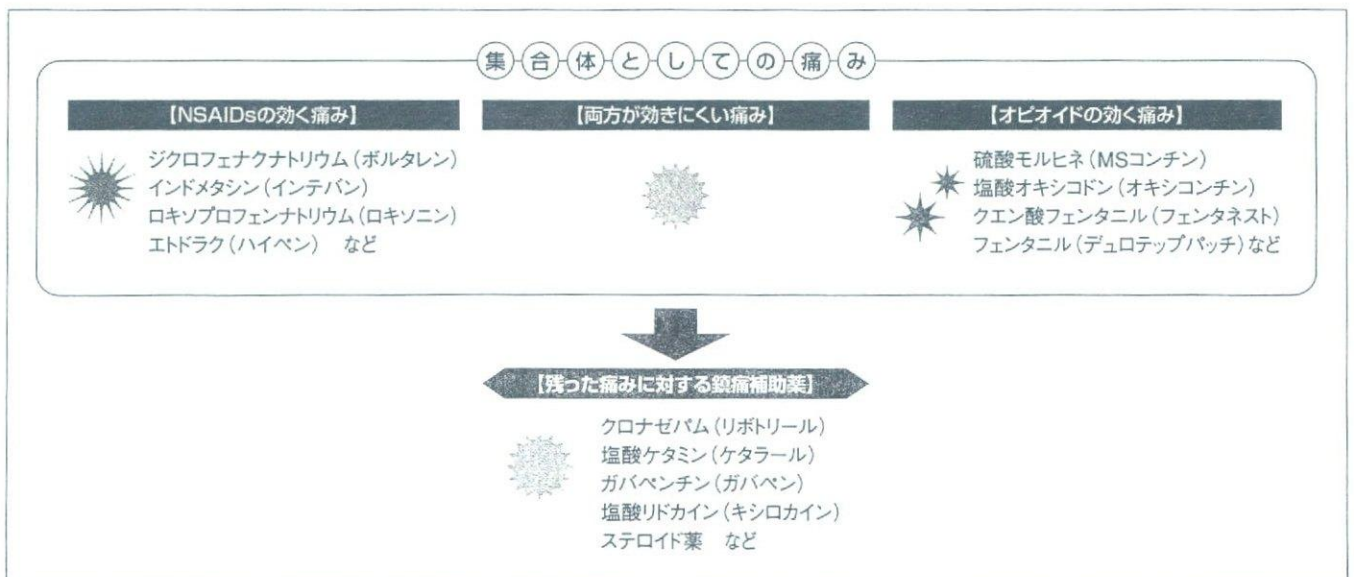 集合体としての痛み
【NSAIDsの効く痛み】
ジクロフェナクナトリウム(ボルタレン)
インドメタシン(インテバン)
ロキソプロフェンナトリウム(ロキソニン)
エトドラク(ハイペン) など
【両方が効きにくい痛み】
【オピオイドの効く痛み】
硫酸モルヒネ(MSコンチン)
塩酸オキシコドン(オキシコンチン)
クエン酸フェンタニル(フェンタネスト)
フェンタニル(デュロテップパッチ)など
【残った痛みに対する鎮痛補助薬】
クロナゼパム(リボトリール)
塩酸ケタミン(ケタラール)
ガバペンチン(ガバペン)
塩酸リドカイン(キシロカイン)
ステロイド薬 など